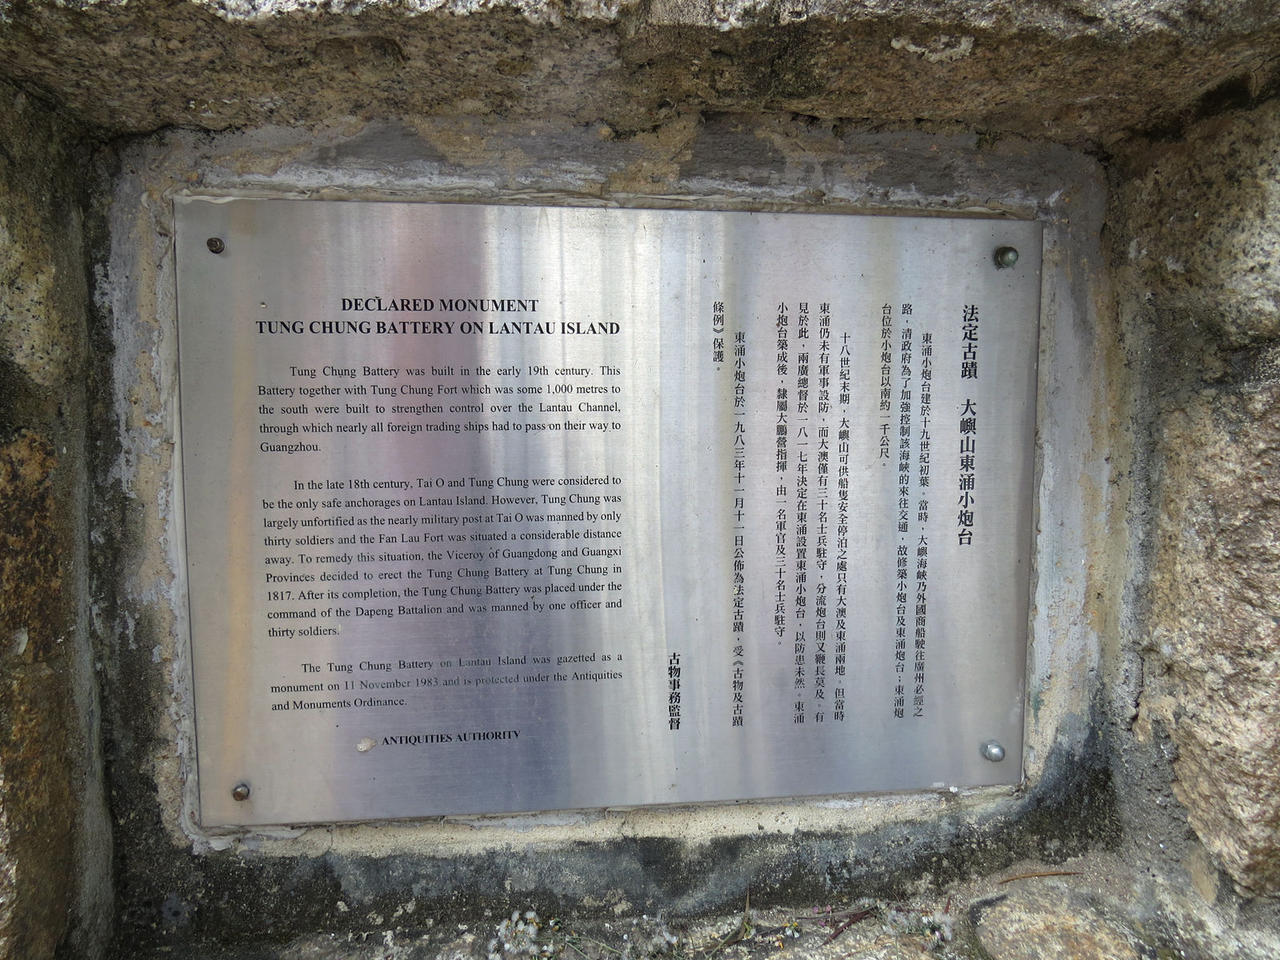 DECLARED MONUMENT
TUNG CHUNG BATTERY ON LANTAU ISLAND
Tung Chung Battery was built in the early 19th century. This
Battery together with Tung Chung Fort which was some 1,000 metres to
the south were built to strengthen control over the Lantau Channel,
through which nearly all foreign trading ships had to pass on their way to
Guangzhou.
In the late 18th century, Tai O and Tung Chung were considered to
be the only safe anchorages on Lantau Island. However, Tung Chung was
largely unfortified as the nearly military post at Tai O was manned by only
thirty soldiers and the Fan Lau Fort was situated a considerable distance
away. To remedy this situation, the Viceroy of Guangdong and Guangxi
Provinces decided to erect the Tung Chung Battery at Tung Chung in
1817. After its completion, the Tung Chung Battery was placed under the
command of the Dapeng Battalion and was manned by one officer and
thirty soldiers.
The Tung Chung Battery on Lantau Island was gazetted as a
monument on 11 November 1983 and is protected under the Antiquities
and Monuments Ordinance.
ANTIQUITIES AUTHORITY
法定古蹟 大嶼山東涌小炮台
東涌小炮台建於十九世紀初葉。當時，大嶼海峽乃外國商船駛往廣州必經之
路，清政府為了加強控制該海峽的來往交通，故修築小炮台及東涌炮台；東涌炮
台位於小炮台以南約一千公尺。
十八世紀末期，大嶼山可供船隻安全停泊之處只有大澳及東涌兩地。但當時
東涌仍未有軍事設防，而大澳僅有三十名士兵駐守，分流炮台則又鞭長莫及。有
見於此，兩廣總督於一八一七年決定在東涌設置東涌小炮台，以防患未然。東涌
小炮台築成後，隸屬大鵬營指揮，由一名軍官及三十名士兵駐守。
東涌小炮台於一九八三年十一月十一日公佈為法定古蹟，受《古物及古蹟
條例》保護。
古物事務監督